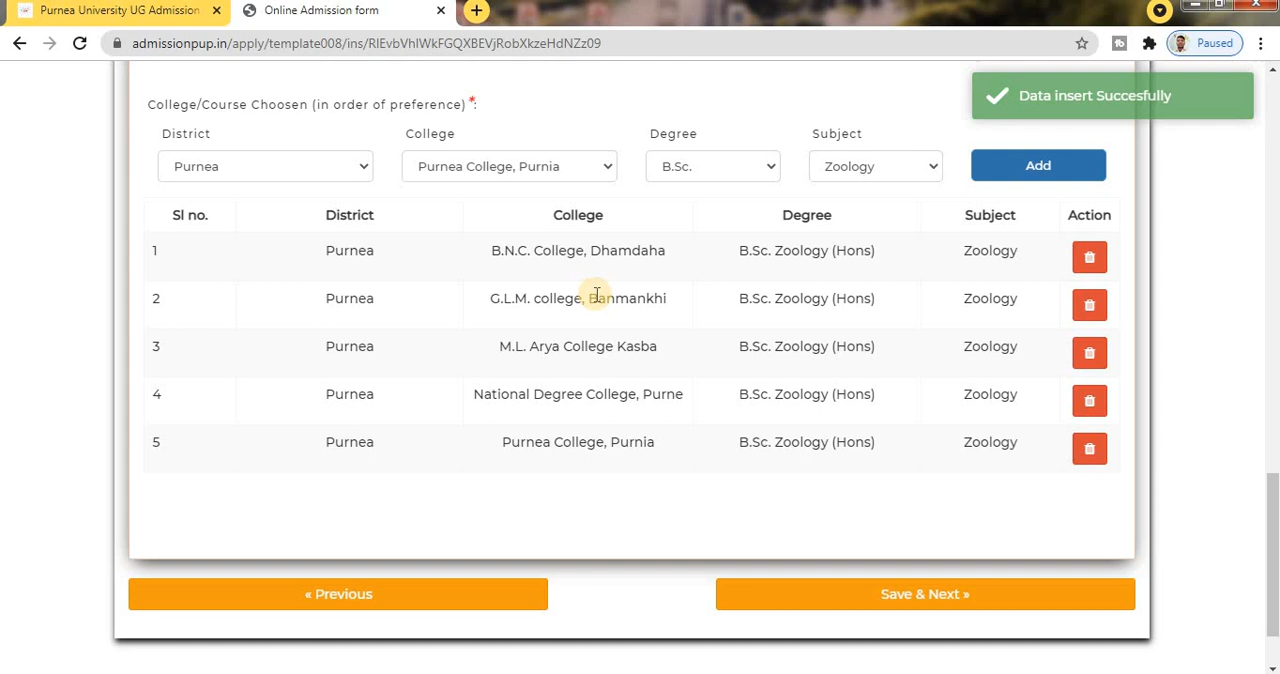 Purnea University UG Admission
Online Admission form
admissionpup.in/apply/template008/ins/RlEvbVhIWkFGQXBEVjRobXkzeHdNZz09
Paused
Data insert Succesfully
College/Course Choosen (in order of preference)*:
District College Degree Subject
Purnea Purnea College, Purnia B.Sc. Zoology Add
Sl no. District College Degree Subject Action
1 Purnea B.N.C. College, Dhamdaha B.Sc. Zoology (Hons) Zoology
2 Purnea G.L.M. college, Banmankhi B.Sc. Zoology (Hons) Zoology
3 Purnea M.L. Arya College Kasba B.Sc. Zoology (Hons) Zoology
4 Purnea National Degree College, Purne B.Sc. Zoology (Hons) Zoology
5 Purnea Purnea College, Purnia B.Sc. Zoology (Hons) Zoology
« Previous Save & Next »